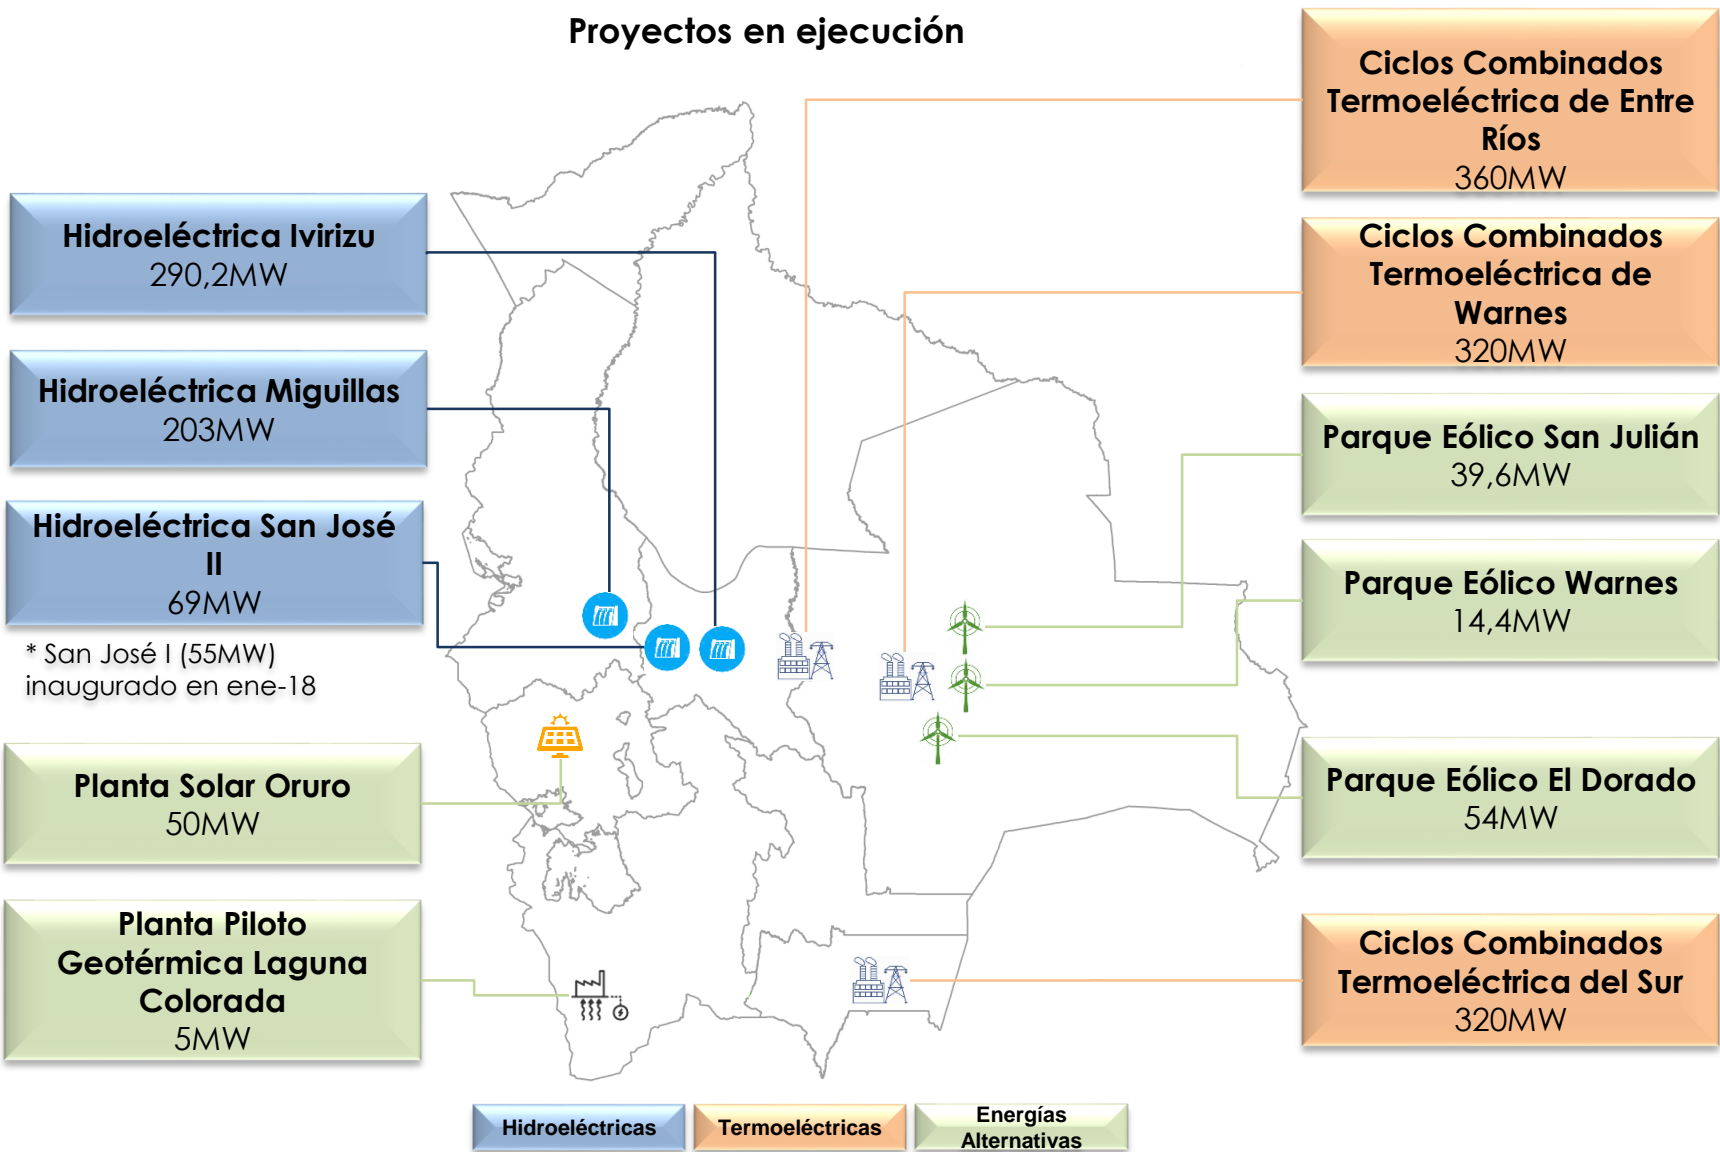 Proyectos en ejecución
Hidroeléctrica Ivirizu
290,2MW
Hidroeléctrica Miguillas
203MW
Hidroeléctrica San José
II
69MW
* San José I (55MW)
inaugurado en ene-18
Planta Solar Oruro
50MW
Planta Piloto
Geotérmica Laguna
Colorada
5MW
Ciclos Combinados
Termoeléctrica de Entre
Ríos
360MW
Ciclos Combinados
Termoeléctrica de
Warnes
320MW
Parque Eólico San Julián
39,6MW
Parque Eólico Warnes
14,4MW
Parque Eólico El Dorado
54MW
Ciclos Combinados
Termoeléctrica del Sur
320MW
Hidroeléctricas
Termoeléctricas
Energías
Alternativas